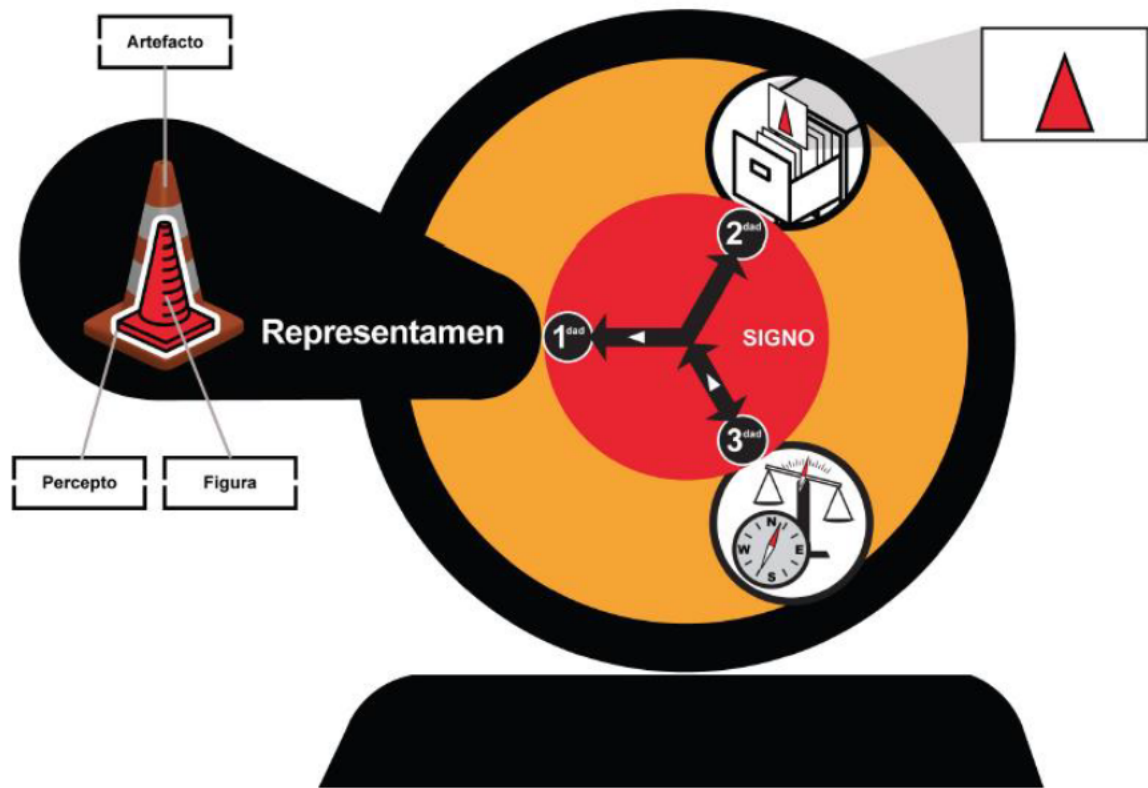 Artefacto
2dad
Representamen
1dad
SIGNO
3dad
Percepto
Figura
N
W
E
S